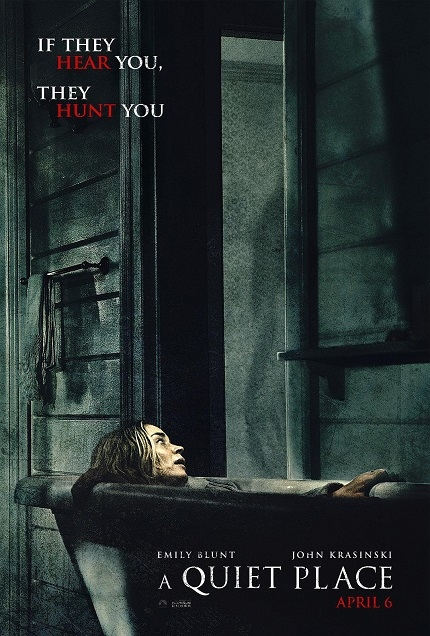 IF THEY
HEAR YOU,
THEY
HUNT YOU
EMILY BLUNT JOHN KRASINSKI
A QUIET PLACE
APRIL 6